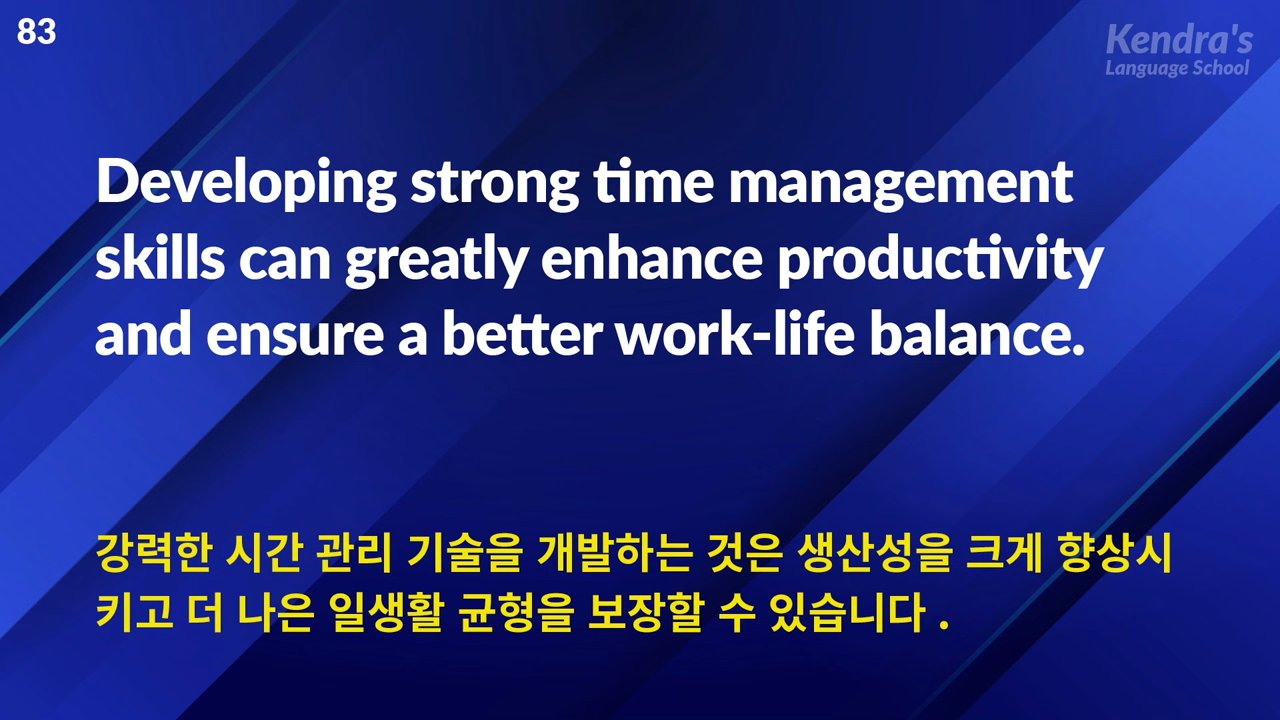 83
Kendra's
Language School
Developing strong time management
skills can greatly enhance productivity
and ensure a better work-life balance.
강력한 시간 관리 기술을 개발하는 것은 생산성을 크게 향상시
키고 더 나은 일생활 균형을 보장할 수 있습니다 .